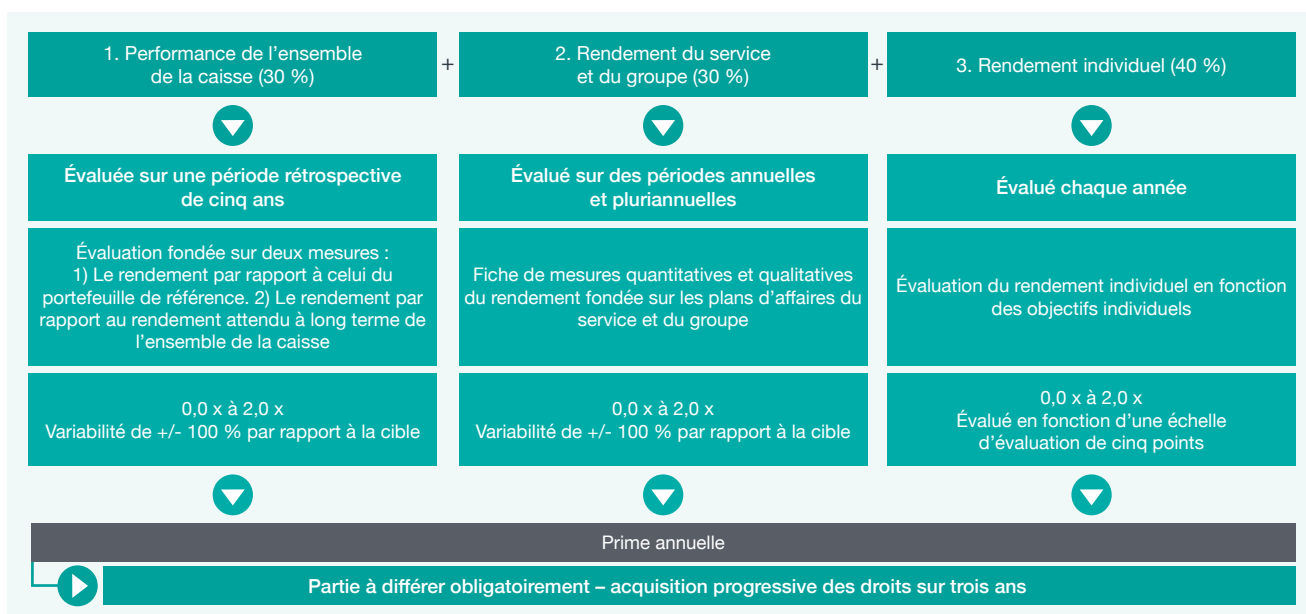 1. Performance de l'ensemble
de la caisse (30 %)
+
2. Rendement du service
et du groupe (30 %)
+
3. Rendement individuel (40 %)
Évaluée sur une période rétrospective
de cinq ans
Évalué sur des périodes annuelles
et pluriannuelles
Évalué chaque année
Évaluation fondée sur deux mesures :
1) Le rendement par rapport à celui du
portefeuille de référence. 2) Le rendement par
rapport au rendement attendu à long terme de
l'ensemble de la caisse
Fiche de mesures quantitatives et qualitatives
du rendement fondée sur les plans d'affaires du
service et du groupe
Évaluation du rendement individuel en fonction
des objectifs individuels
0,0 x à 2,0 x
Variabilité de +/- 100 % par rapport à la cible
0,0 x à 2,0 x
Variabilité de +/- 100 % par rapport à la cible
0,0 x à 2,0 x
Évalué en fonction d'une échelle
d'évaluation de cinq points
Prime annuelle
Partie à différer obligatoirement – acquisition progressive des droits sur trois ans